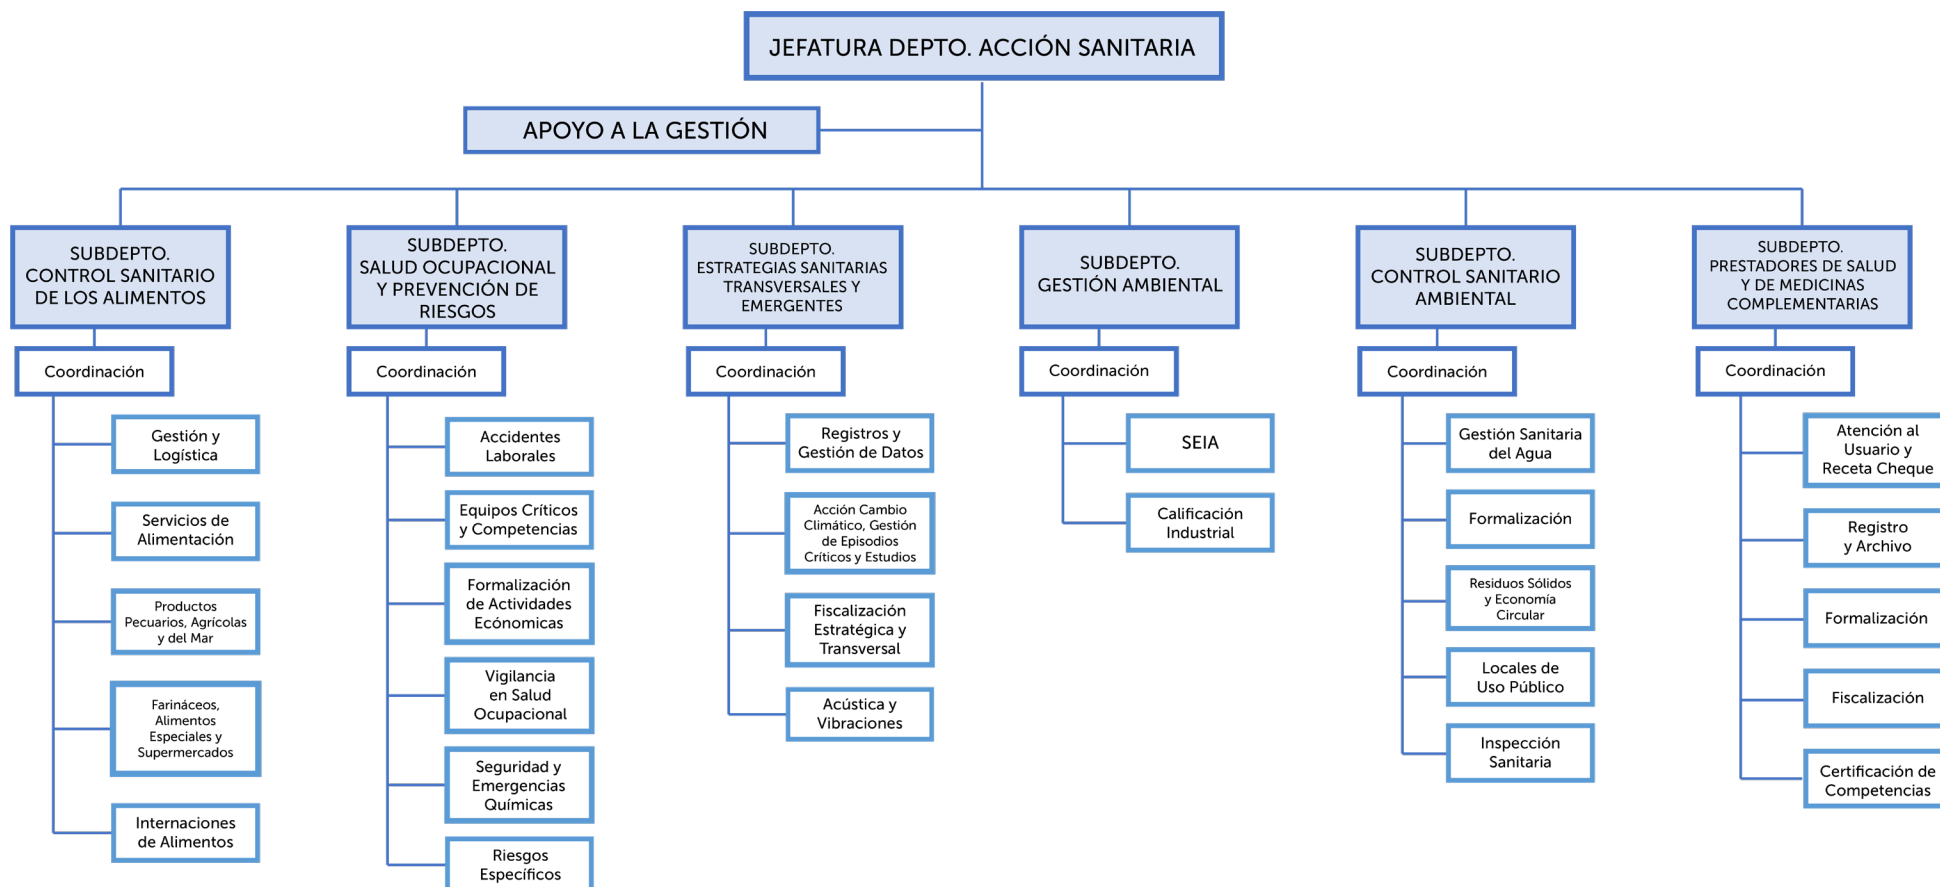 JEFATURA DEPTO. ACCIÓN SANITARIA
APOYO A LA GESTIÓN
SUBDEPTO.
CONTROL SANITARIO
DE LOS ALIMENTOS
Coordinación
Gestión y
Logística
Servicios de
Alimentación
Productos
Pecuarios, Agrícolas
y del Mar
Farináceos,
Alimentos
Especiales y
Supermercados
Internaciones
de Alimentos
SUBDEPTO.
SALUD OCUPACIONAL
Y PREVENCIÓN DE
RIESGOS
Coordinación
Accidentes
Laborales
Equipos Críticos
y Competencias
Formalización
de Actividades
Ecónomicas
Vigilancia
en Salud
Ocupacional
Seguridad y
Emergencias
Químicas
Riesgos
Específicos
SUBDEPTO.
ESTRATEGIAS SANITARIAS
TRANSVERSALES Y
EMERGENTES
Coordinación
Registros y
Gestión de Datos
Acción Cambio
Climático, Gestión
de Episodios
Críticos y Estudios
Fiscalización
Estratégica y
Transversal
Acústica y
Vibraciones
SUBDEPTO.
GESTIÓN AMBIENTAL
Coordinación
SEIA
Calificación
Industrial
SUBDEPTO.
CONTROL SANITARIO
AMBIENTAL
Coordinación
Gestión Sanitaria
del Agua
Formalización
Residuos Sólidos
y Economía
Circular
Locales de
Uso Público
Inspección
Sanitaria
SUBDEPTO.
PRESTADORES DE SALUD
Y DE MEDICINAS
COMPLEMENTARIAS
Coordinación
Atención al
Usuario y
Receta Cheque
Registro
y Archivo
Formalización
Fiscalización
Certificación de
Competencias